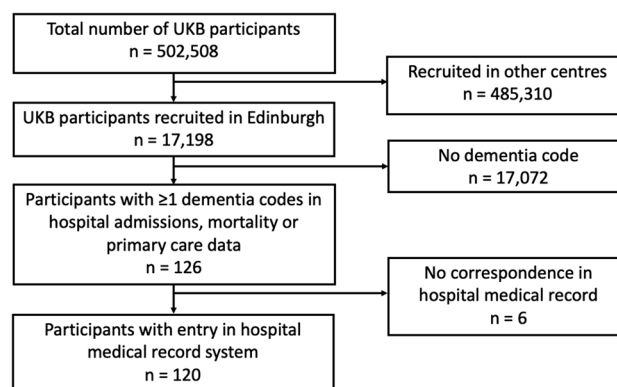 Total number of UKB participants
n = 502,508
Recruited in other centres
n = 485,310
UKB participants recruited in Edinburgh
n = 17,198
No dementia code
n = 17,072
Participants with ≥1 dementia codes in
hospital admissions, mortality or
primary care data
n = 126
No correspondence in
hospital medical record
n = 6
Participants with entry in hospital
medical record system
n = 120